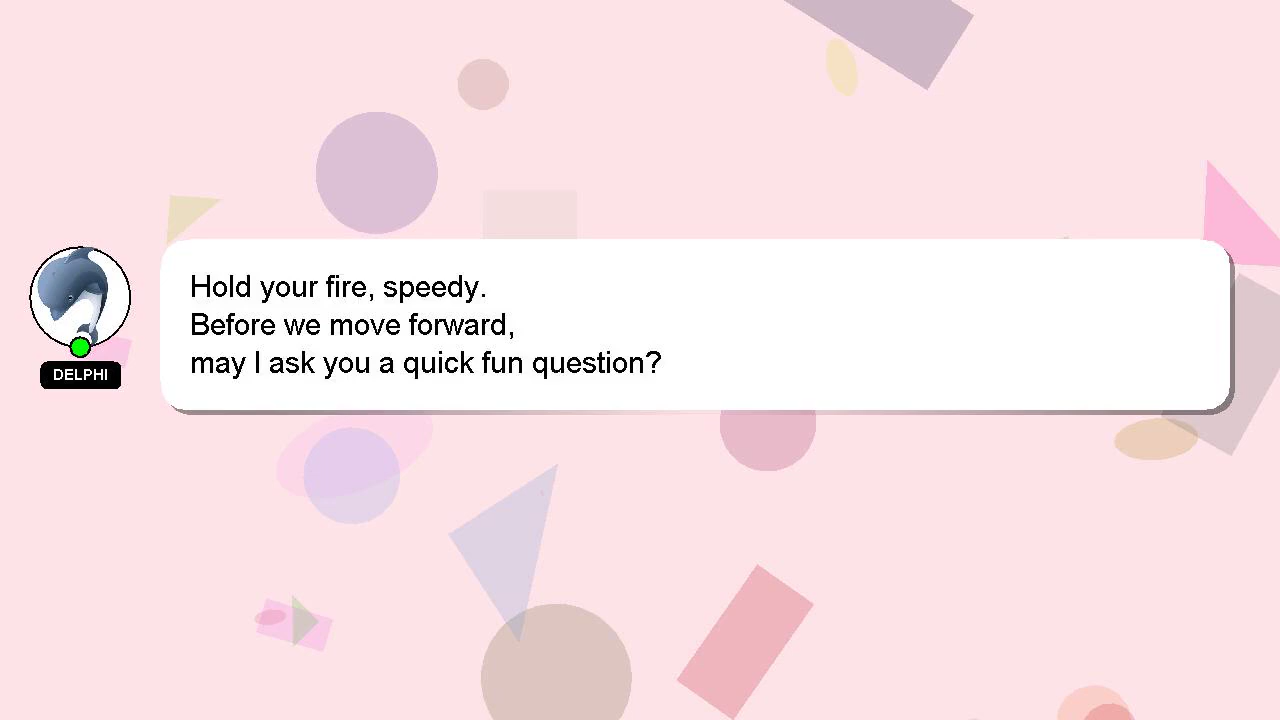 Hold your fire, speedy.
Before we move forward,
may I ask you a quick fun question?
DELPHI